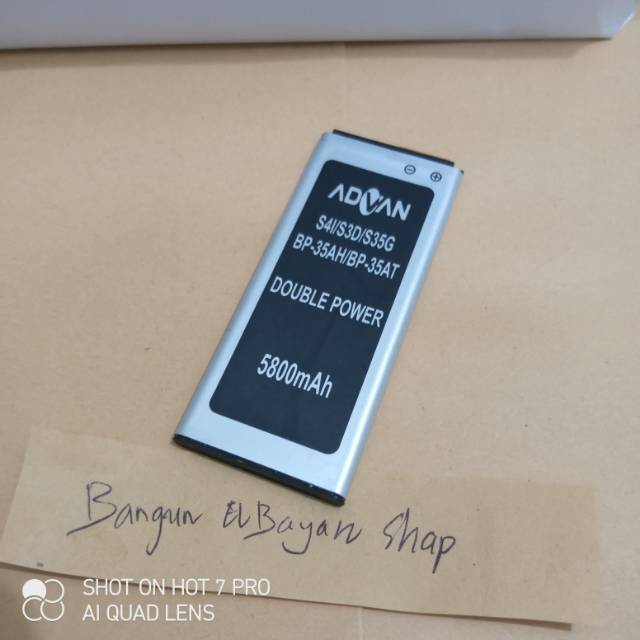 ADVAN
S4I/S3D/S35G
BP-35AH/BP-35AT
DOUBLE POWER
5800mAh
Bangun ElBayan Shap
SHOT ON HOT 7 PRO
AI QUAD LENS